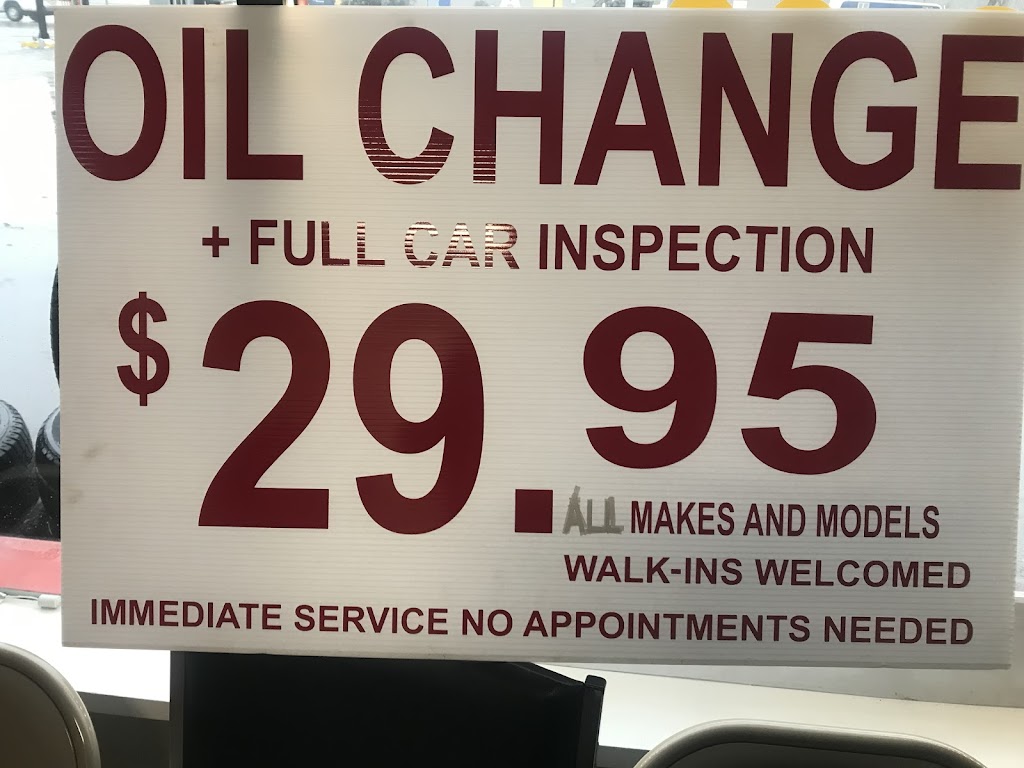 OIL CHANGE
+ FULL CAR INSPECTION
$29.95
ALL MAKES AND MODELS
WALK-INS WELCOMED
IMMEDIATE SERVICE NO APPOINTMENTS NEEDED